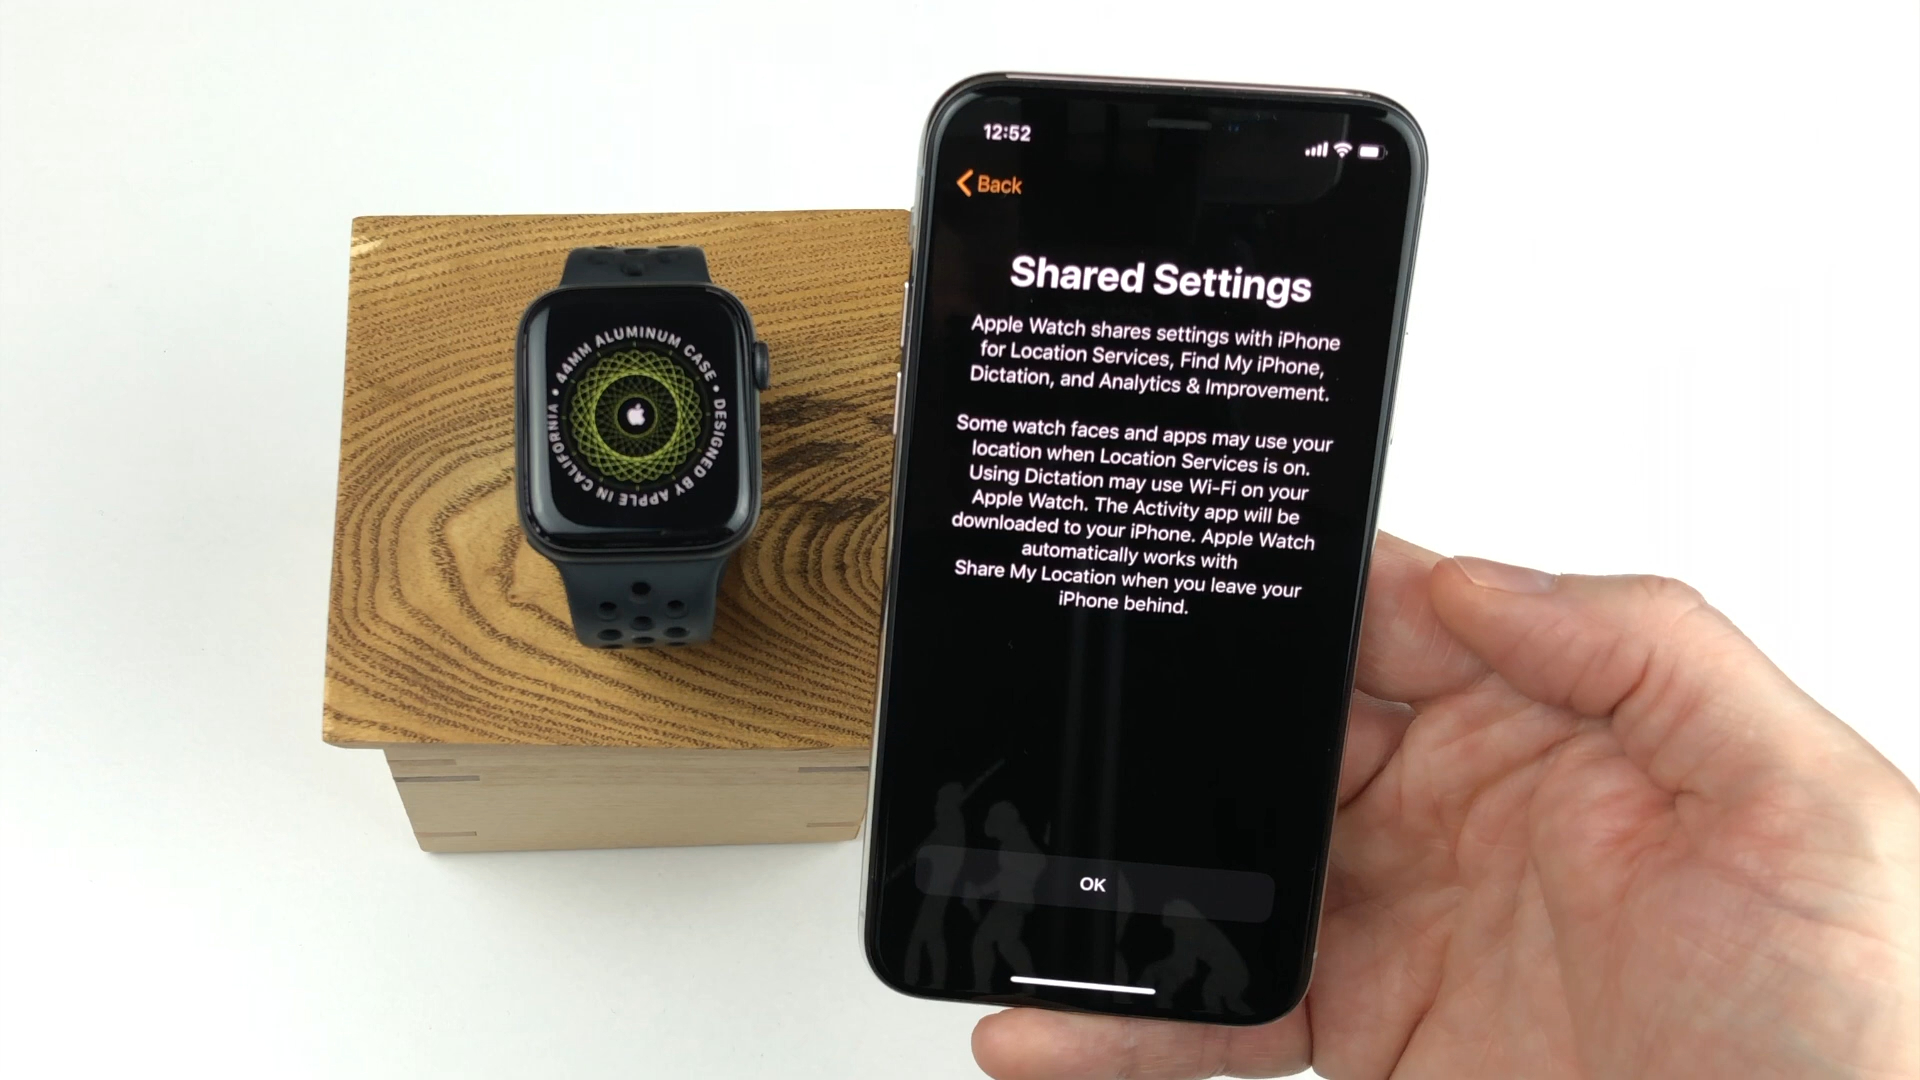 44MM ALUMINUM CASE • DESIGNED BY APPLE IN CALIFORNIA •
12:52
Back
Shared Settings
Apple Watch shares settings with iPhone
for Location Services, Find My iPhone,
Dictation, and Analytics & Improvement.
Some watch faces and apps may use your
location when Location Services is on.
Using Dictation may use Wi-Fi on your
Apple Watch. The Activity app will be
downloaded to your iPhone. Apple Watch
automatically works with
Share My Location when you leave your
iPhone behind.
OK